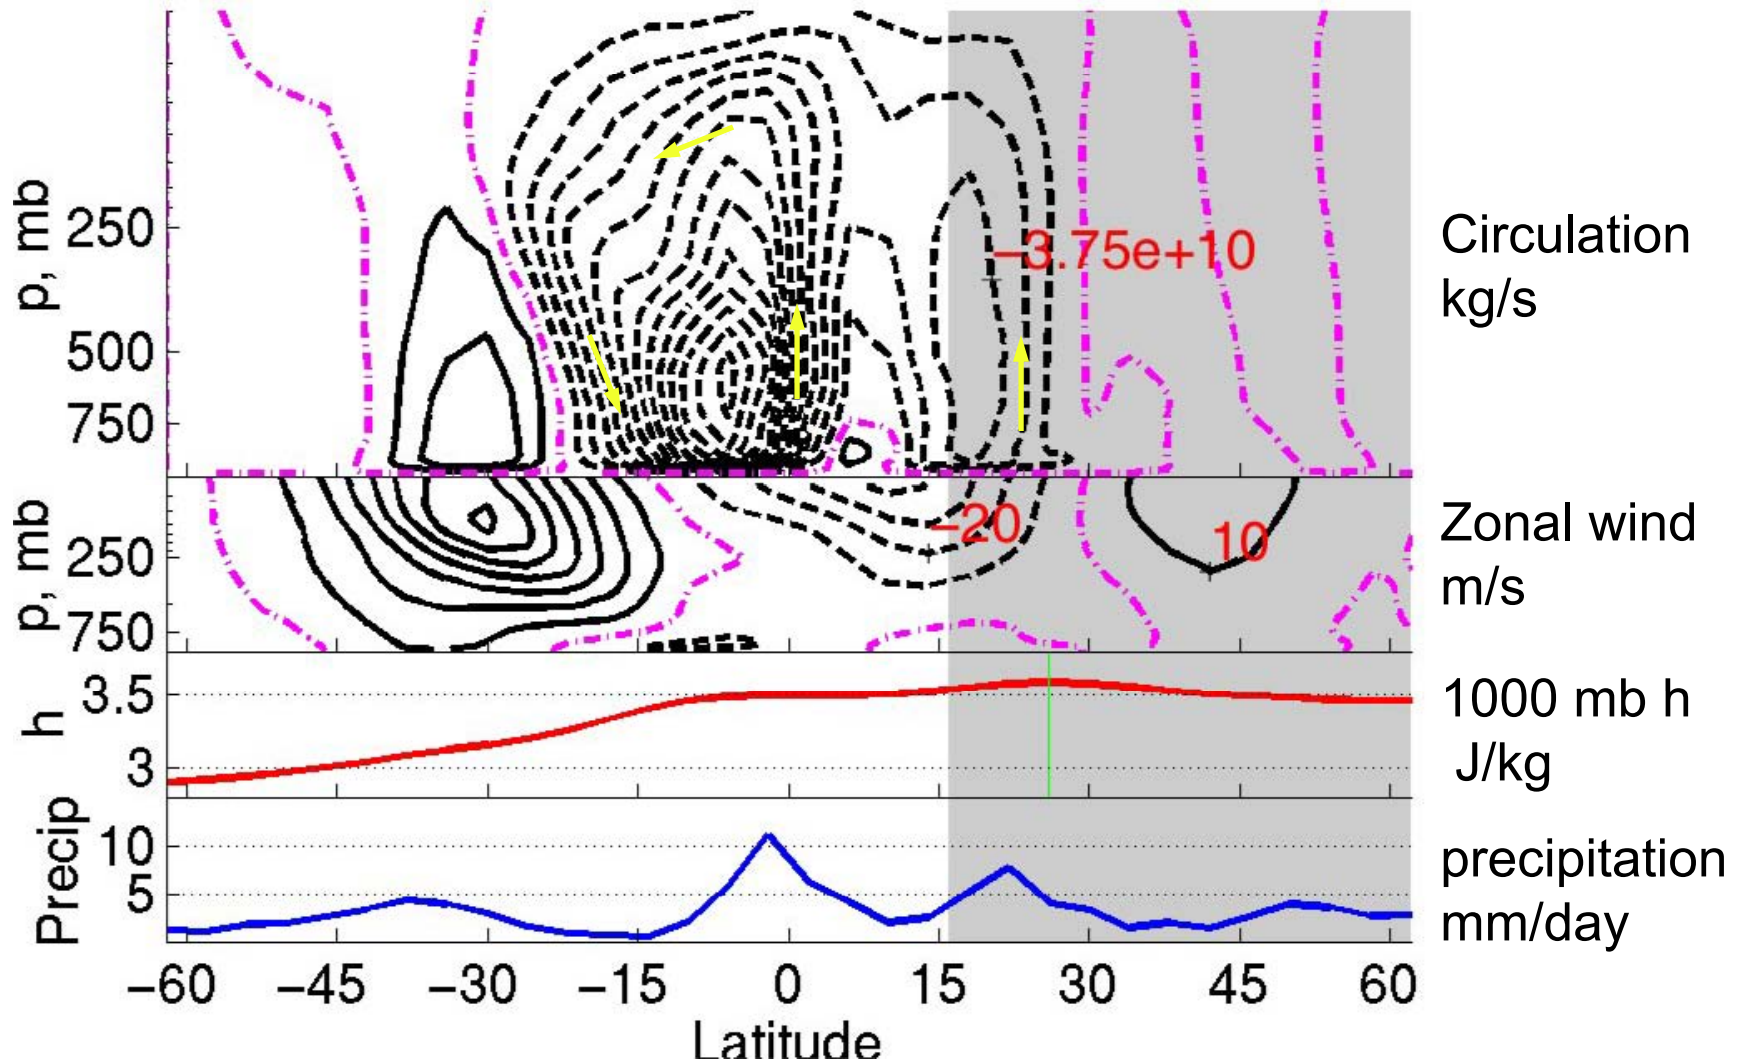 p, mb
250
500
750
−3.75e+10
Circulation
kg/s
p, mb
250
750
−20
10
Zonal wind
m/s
h
3.5
3
1000 mb h
J/kg
Precip
10
5
precipitation
mm/day
−60 −45 −30 −15 0 15 30 45 60
Latitude